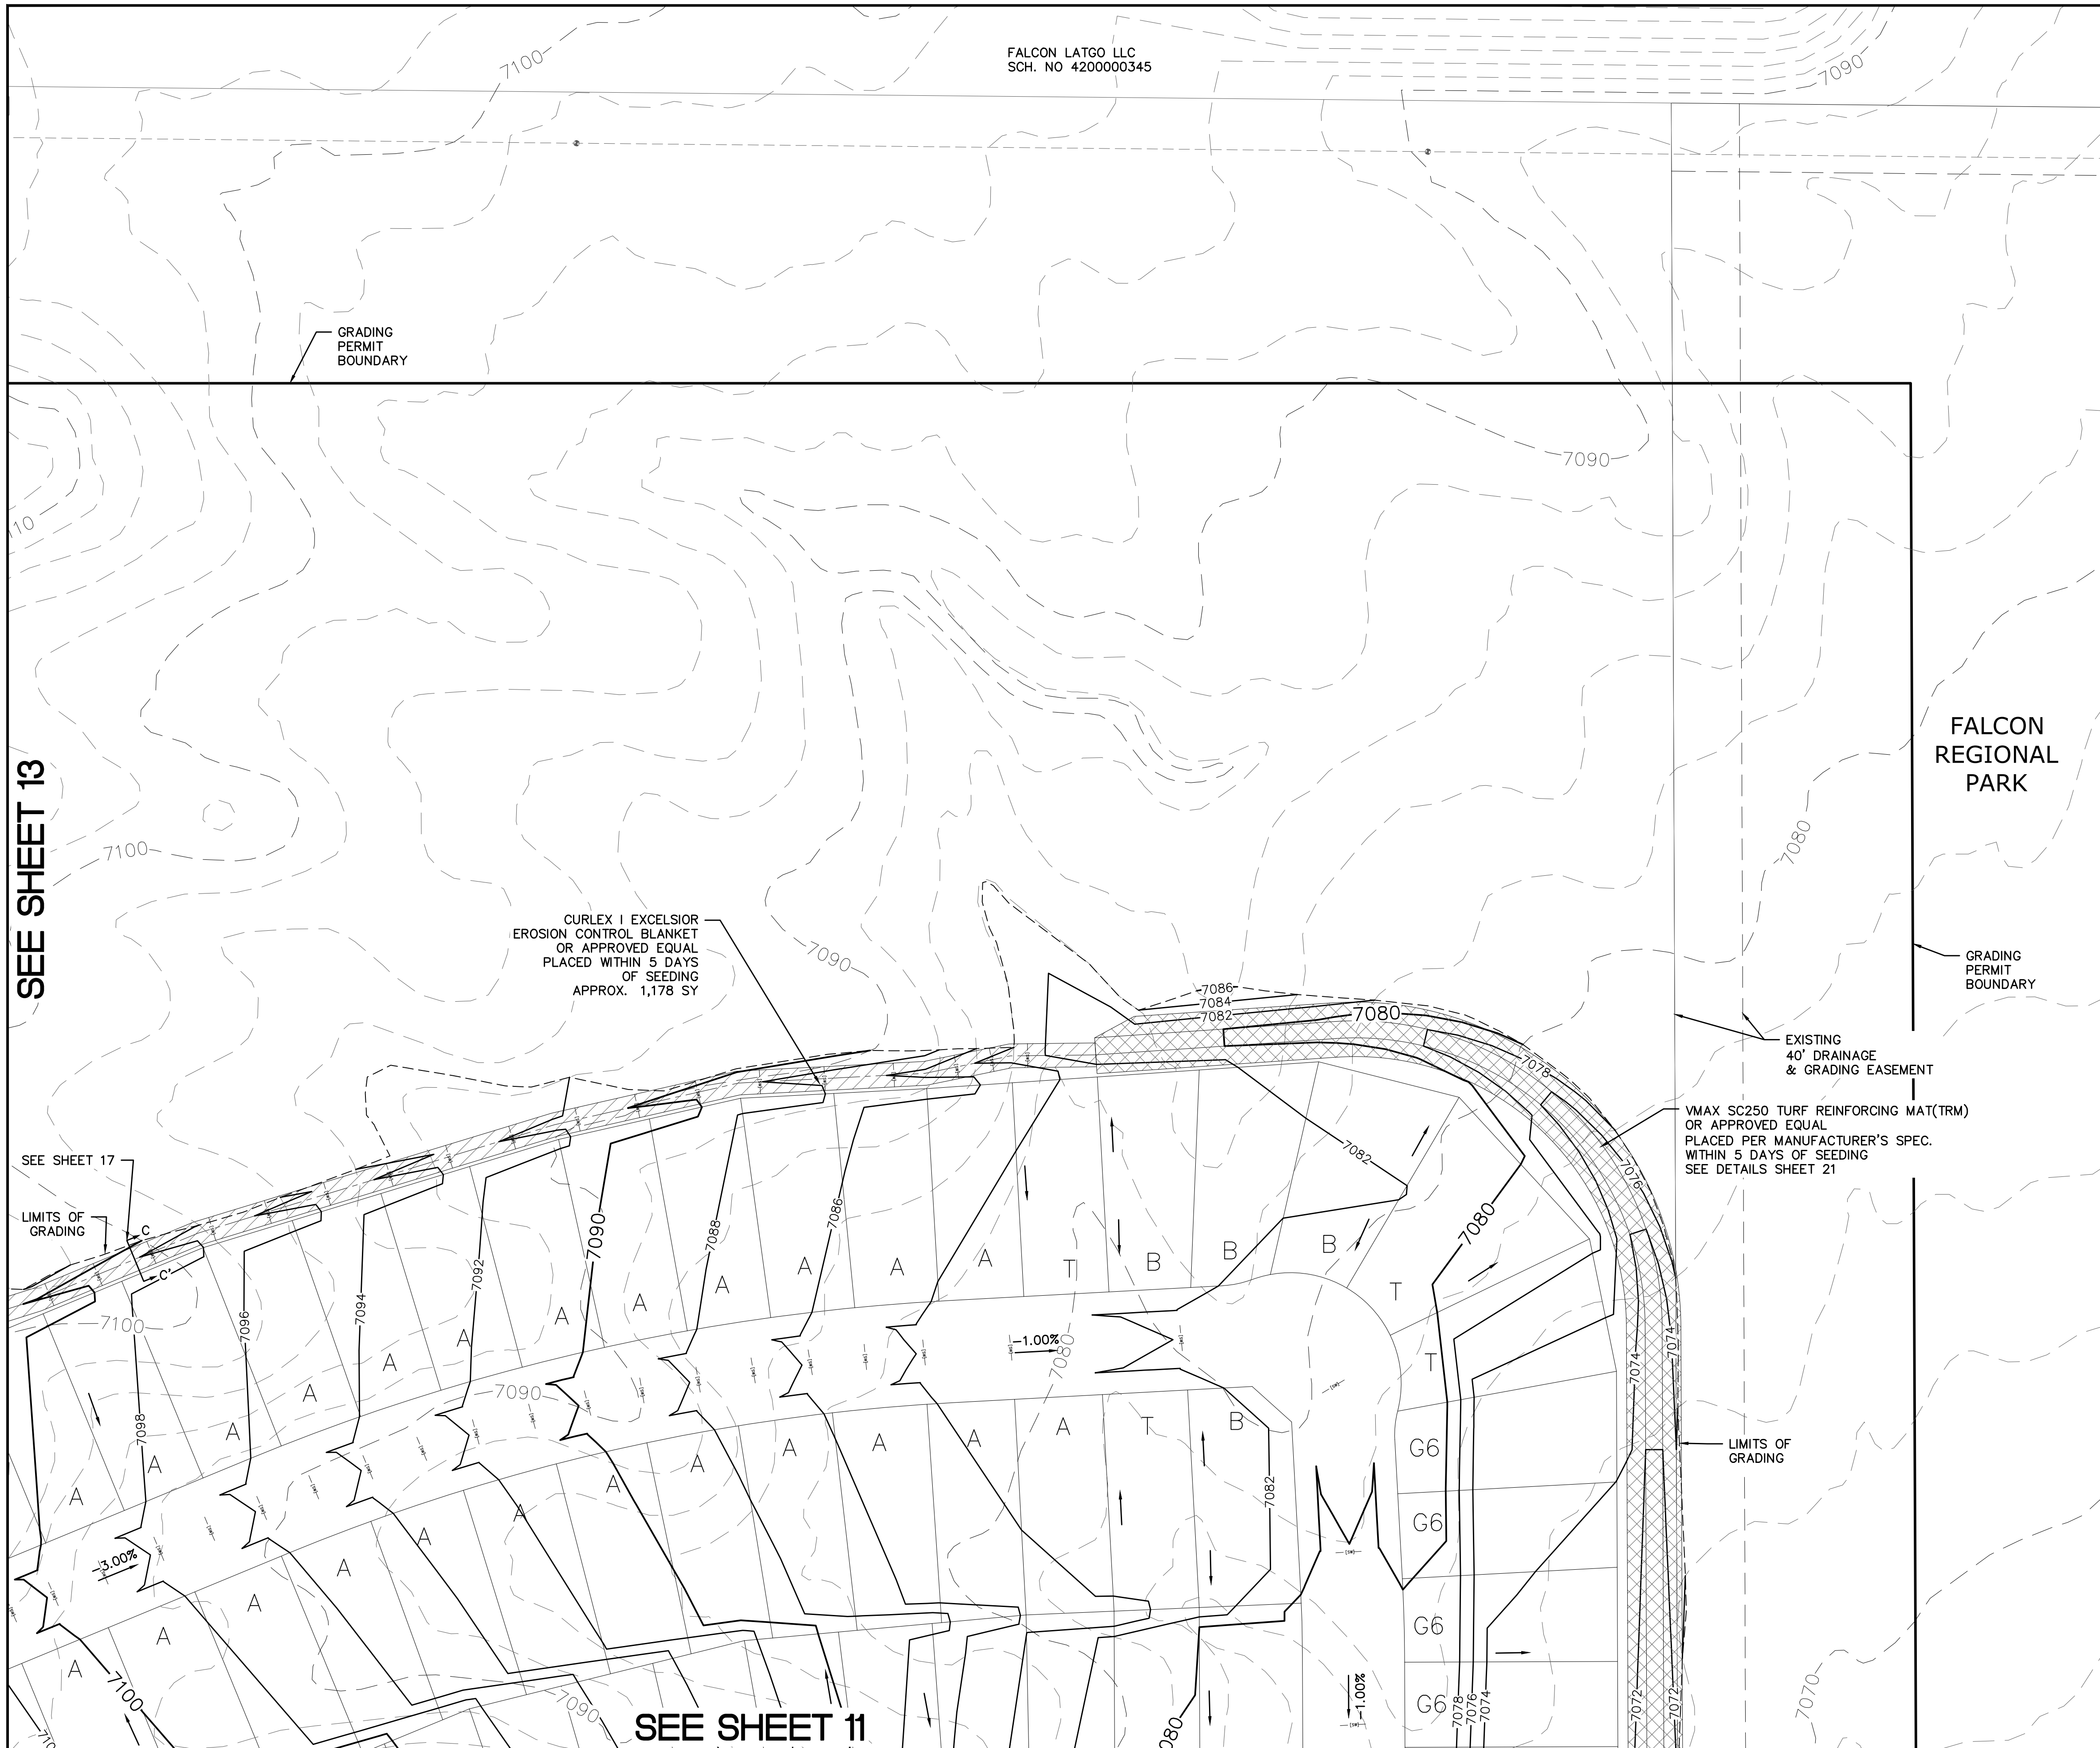 FALCON LATGO LLC
SCH. NO 4200000345
7100
7090
GRADING
PERMIT
BOUNDARY
7090
10
FALCON
REGIONAL
PARK
SEE SHEET 13
7100
7080
CURLEX I EXCELSIOR
EROSION CONTROL BLANKET
OR APPROVED EQUAL
PLACED WITHIN 5 DAYS
OF SEEDING
APPROX. 1,178 SY
7090
GRADING
PERMIT
BOUNDARY
7086
7084
7082
7080
7078
7076
EXISTING
40' DRAINAGE
& GRADING EASEMENT
VMAX SC250 TURF REINFORCING MAT(TRM)
OR APPROVED EQUAL
PLACED PER MANUFACTURER'S SPEC.
WITHIN 5 DAYS OF SEEDING
SEE DETAILS SHEET 21
SEE SHEET 17
LIMITS OF
GRADING
C
C'
7082
7080
7100
7098
7096
7094
7092
7090
7088
7086
A
A
A
A
A
A
A
A
A
A
A
A
T
B
B
B
T
T
-1.00%
7080
7090
7074
7074
A
A
A
A
A
A
A
A
A
A
A
A
T
B
7082
G6
G6
G6
G6
LIMITS OF
GRADING
-3.00%
7100
7090
7080
-1.00%
7078
7076
7074
7072
7072
7070
SEE SHEET 11